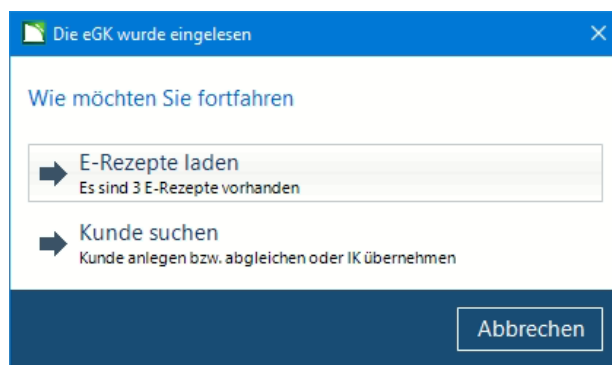 Die eGK wurde eingelesen
Wie möchten Sie fortfahren
E-Rezepte laden
Es sind 3 E-Rezepte vorhanden
Kunde suchen
Kunde anlegen bzw. abgleichen oder IK übernehmen
Abbrechen